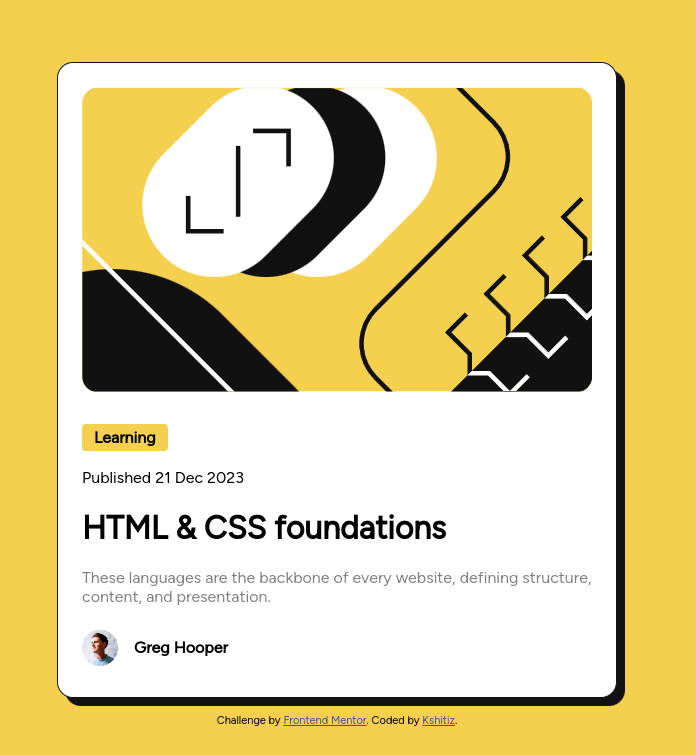 Learning
Published 21 Dec 2023
HTML & CSS foundations
These languages are the backbone of every website, defining structure,
content, and presentation.
Greg Hooper
Challenge by Frontend Mentor. Coded by Kshitiz.